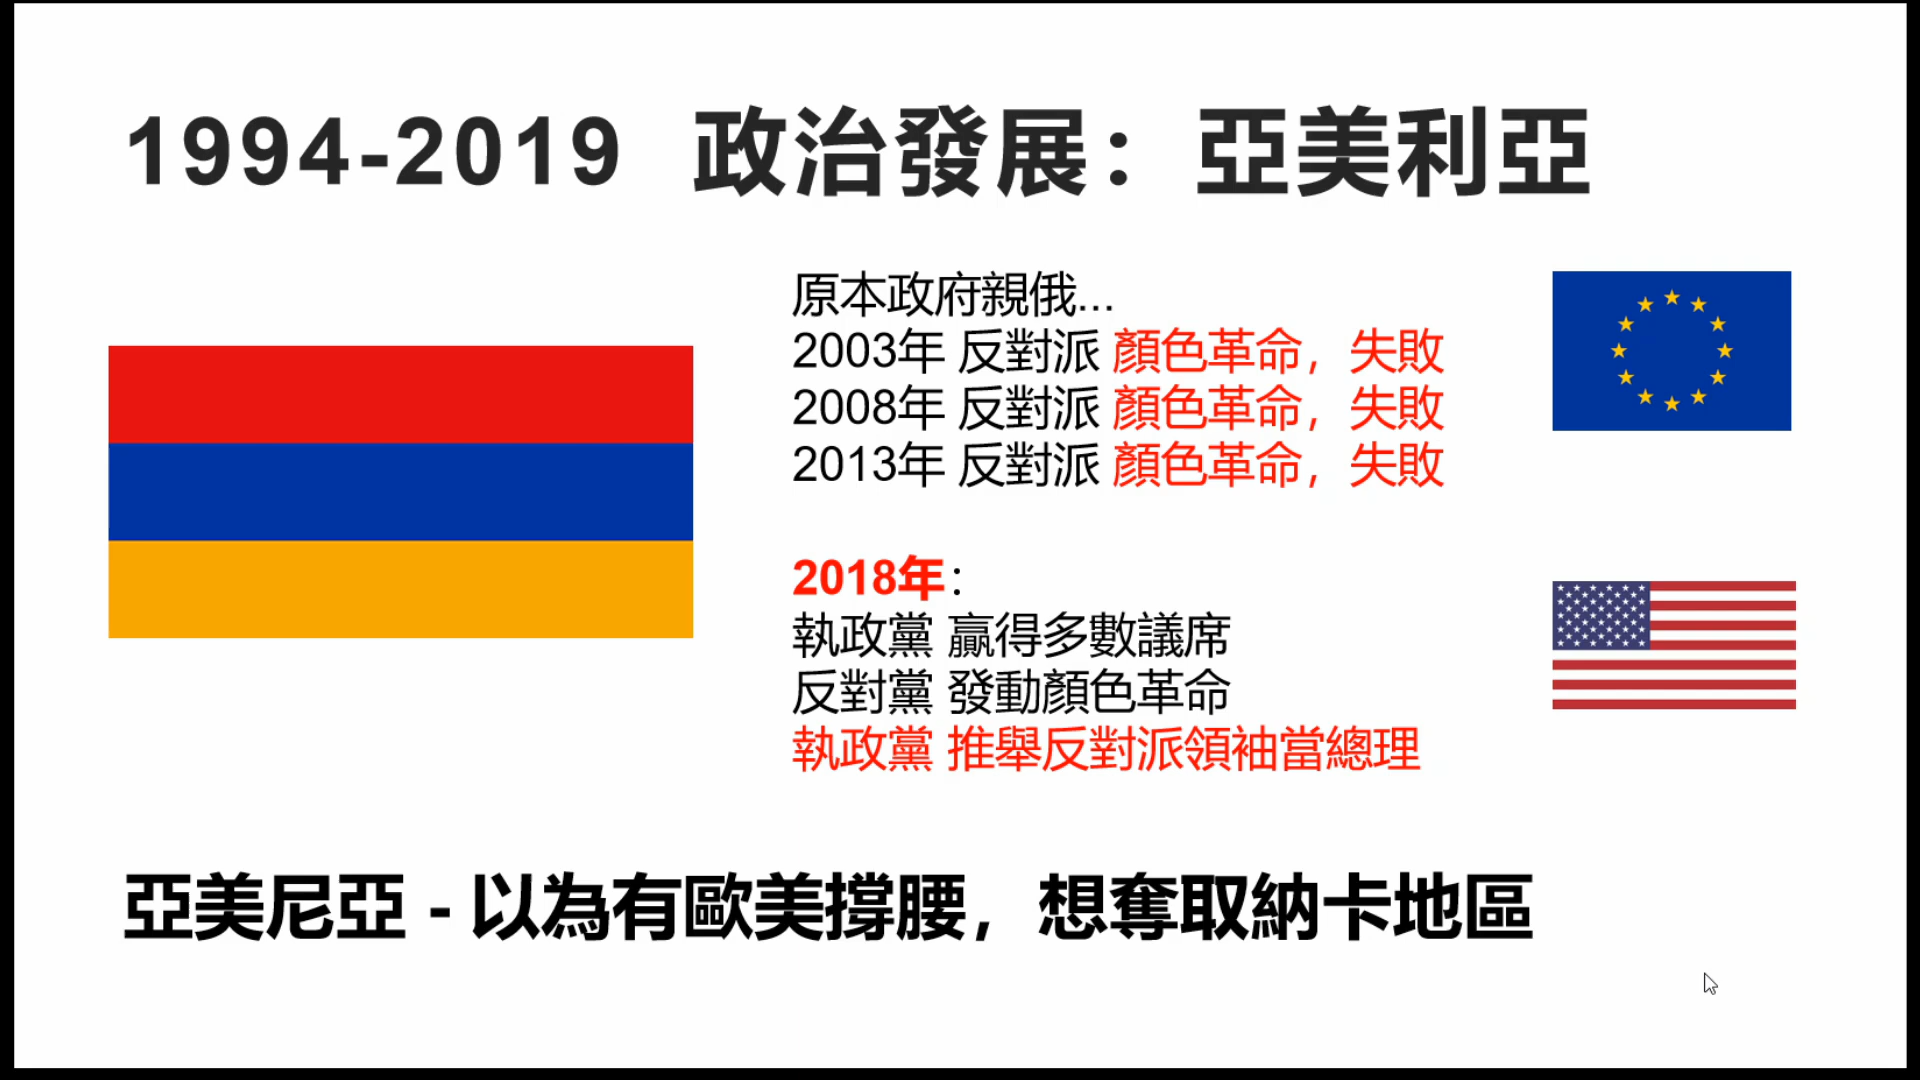 1994-2019 政治發展：亞美利亞
原本政府親俄...
2003年 反對派 顏色革命，失敗
2008年 反對派 顏色革命，失敗
2013年 反對派 顏色革命，失敗
2018年：
執政黨 贏得多數議席
反對黨 發動顏色革命
執政黨 推舉反對派領袖當總理
亞美尼亞 - 以為有歐美撐腰，想奪取納卡地區